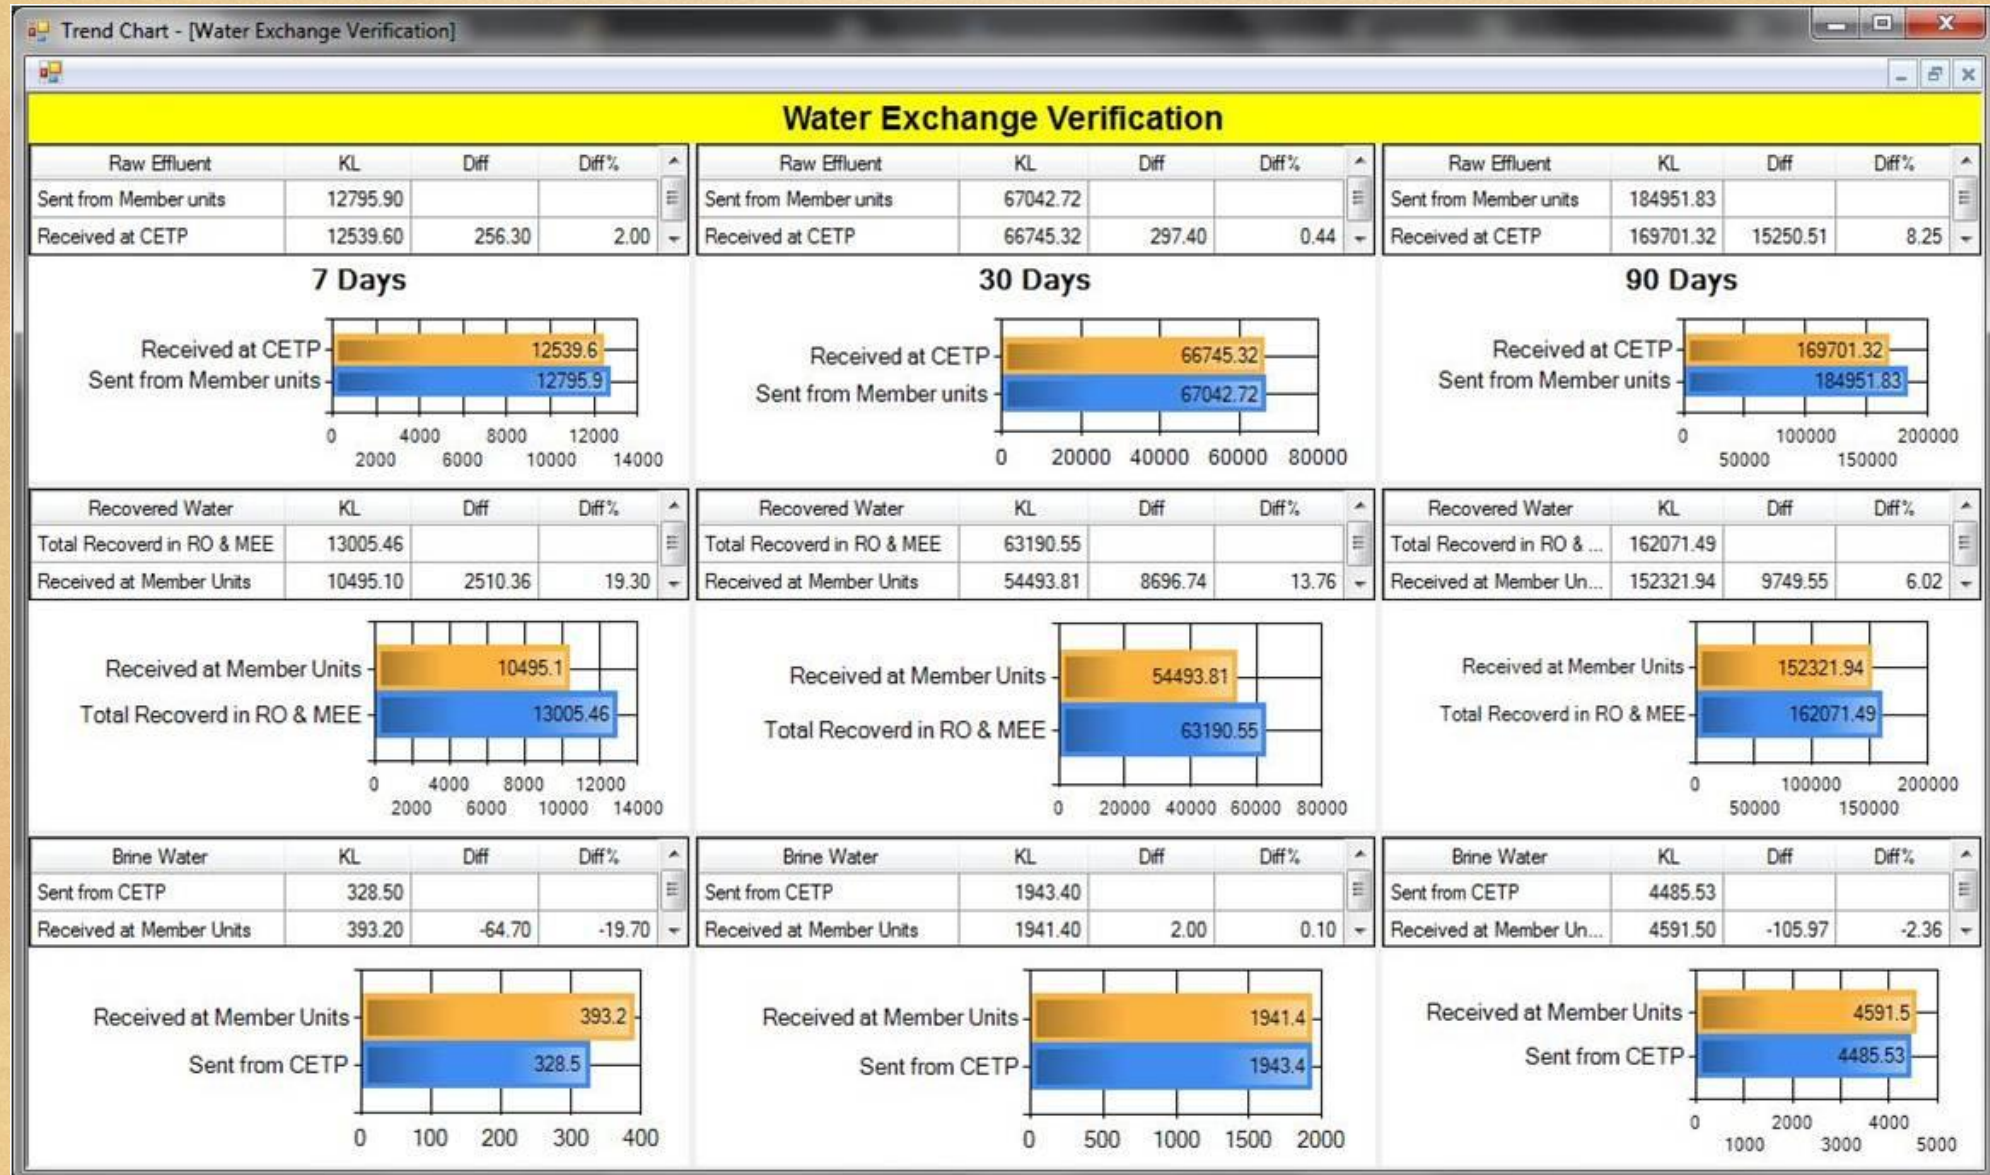 Trend Chart - [Water Exchange Verification]
Water Exchange Verification
Raw Effluent KL Diff Diff%
Sent from Member units 12795.90
Received at CETP 12539.60 256.30 2.00
7 Days
Received at CETP 12539.6
Sent from Member units 12795.9
0 4000 8000 12000
2000 6000 10000 14000
Raw Effluent KL Diff Diff%
Sent from Member units 67042.72
Received at CETP 66745.32 297.40 0.44
30 Days
Received at CETP 66745.32
Sent from Member units 67042.72
0 20000 40000 60000 80000
Raw Effluent KL Diff Diff%
Sent from Member units 184951.83
Received at CETP 169701.32 15250.51 8.25
90 Days
Received at CETP 169701.32
Sent from Member units 184951.83
0 100000 200000
50000 150000
Recovered Water KL Diff Diff%
Total Recoverd in RO & MEE 13005.46
Received at Member Units 10495.10 2510.36 19.30
Received at Member Units 10495.1
Total Recoverd in RO & MEE 13005.46
0 4000 8000 12000
2000 6000 10000 14000
Recovered Water KL Diff Diff%
Total Recoverd in RO & MEE 63190.55
Received at Member Units 54493.81 8696.74 13.76
Received at Member Units 54493.81
Total Recoverd in RO & MEE 63190.55
0 20000 40000 60000 80000
Recovered Water KL Diff Diff%
Total Recoverd in RO & ... 162071.49
Received at Member Un... 152321.94 9749.55 6.02
Received at Member Units 152321.94
Total Recoverd in RO & MEE 162071.49
0 100000 200000
50000 150000
Brine Water KL Diff Diff%
Sent from CETP 328.50
Received at Member Units 393.20 -64.70 -19.70
Received at Member Units 393.2
Sent from CETP 328.5
0 100 200 300 400
Brine Water KL Diff Diff%
Sent from CETP 1943.40
Received at Member Units 1941.40 2.00 0.10
Received at Member Units 1941.4
Sent from CETP 1943.4
0 500 1000 1500 2000
Brine Water KL Diff Diff%
Sent from CETP 4485.53
Received at Member Un... 4591.50 -105.97 -2.36
Received at Member Units 4591.5
Sent from CETP 4485.53
0 2000 4000
1000 3000 5000